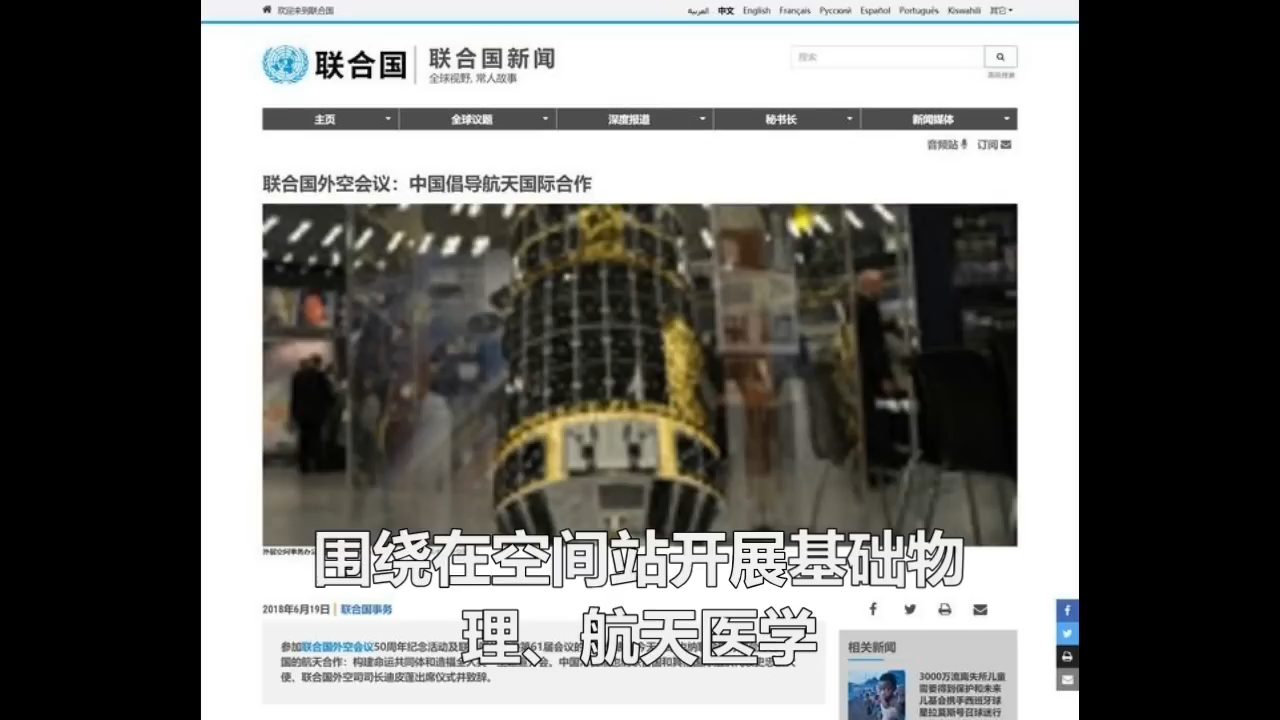 欢迎来到联合国
العربية 中文 English Français Русский Español Português Kiswahili 其它
联合国 联合国新闻
全球视野, 常人故事
搜索
高级搜索
主页 全球议题 深度报道 秘书长 新闻媒体
音频站 订阅
联合国外空会议：中国倡导航天国际合作
围绕在空间站开展基础物
理、航天医学
2018年6月19日 联合国事务
参加联合国外空会议50周年纪念活动及联
第61届会议的
国的航天合作：构建命运共同体和造福全人
使、联合国外空司司长迪皮蓬出席仪式并致辞。
相关新闻
3000万流离失所儿童
需要得到保护和未来
儿基会携手西班牙球
星拉莫斯号召球迷行